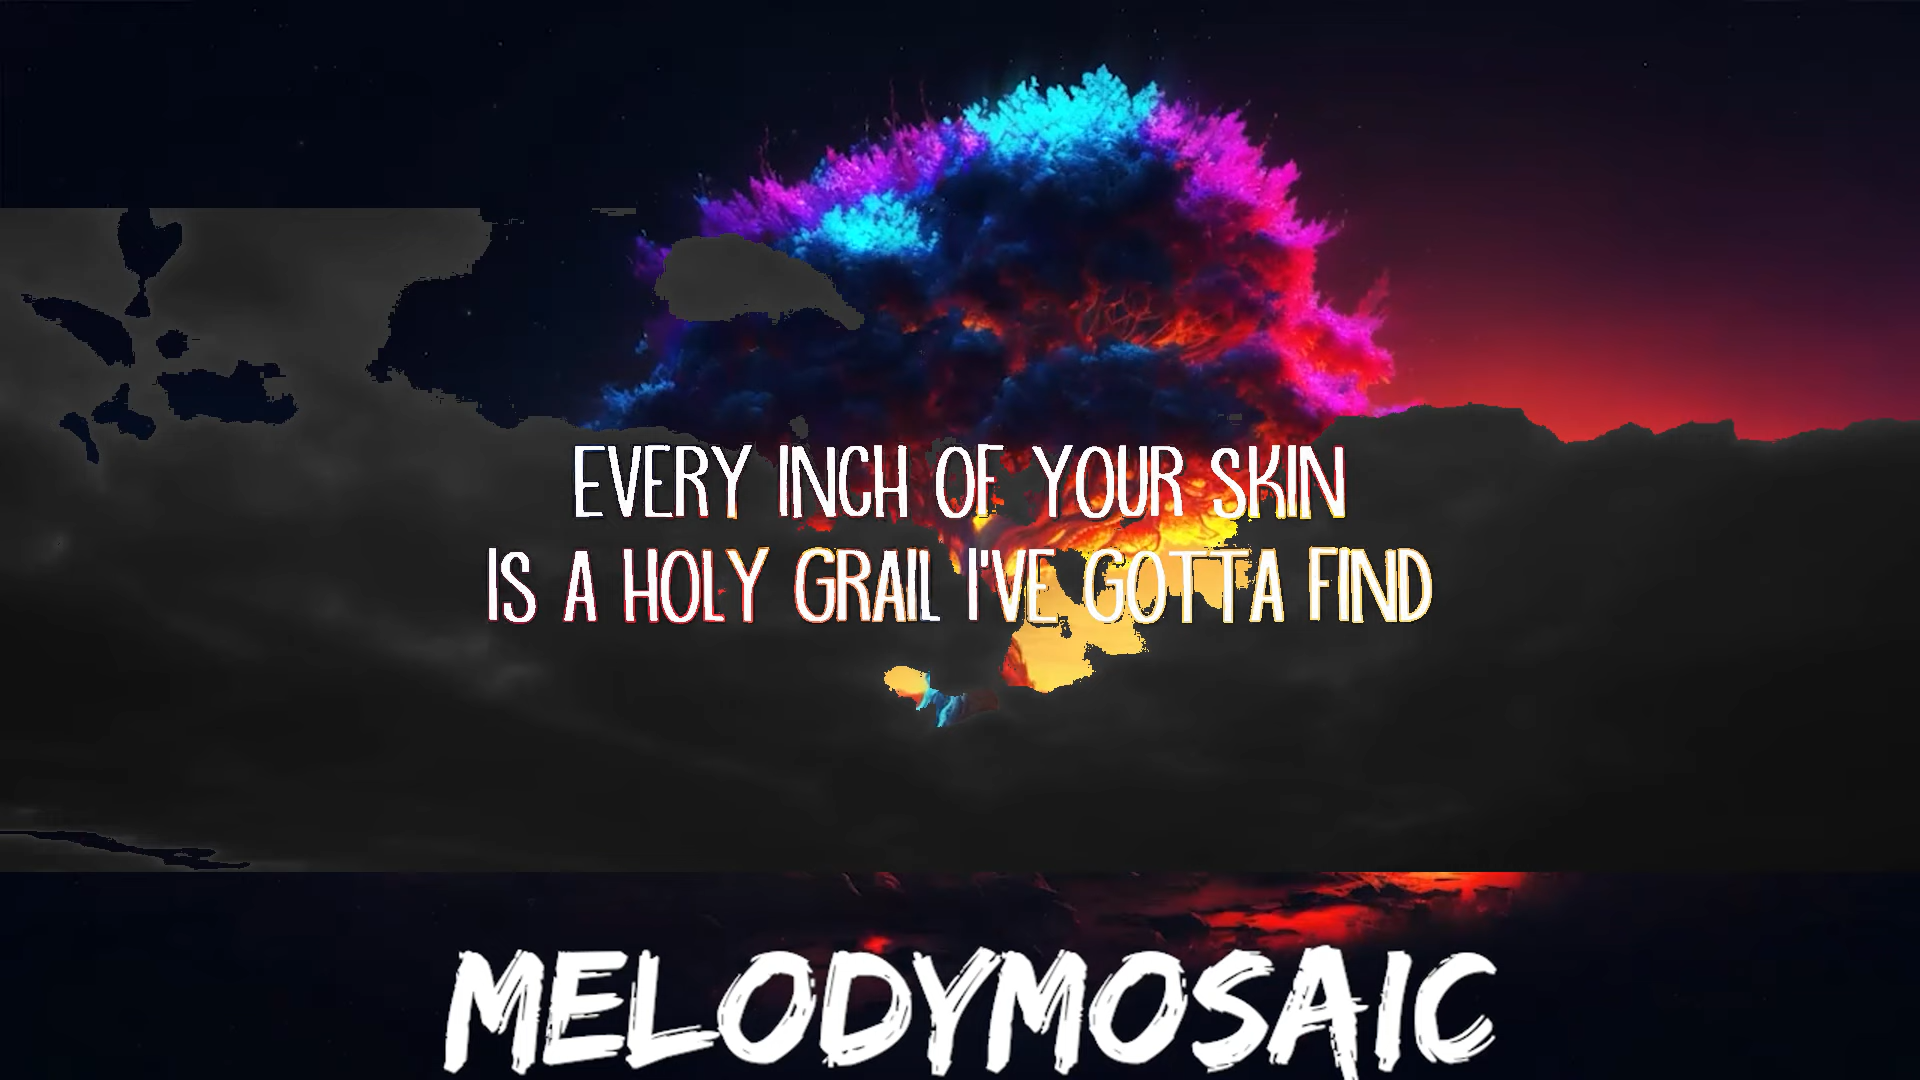 EVERY INCH OF YOUR SKIN
IS A HOLY GRAIL I'VE GOTTA FIND
MELODYMOSAIC